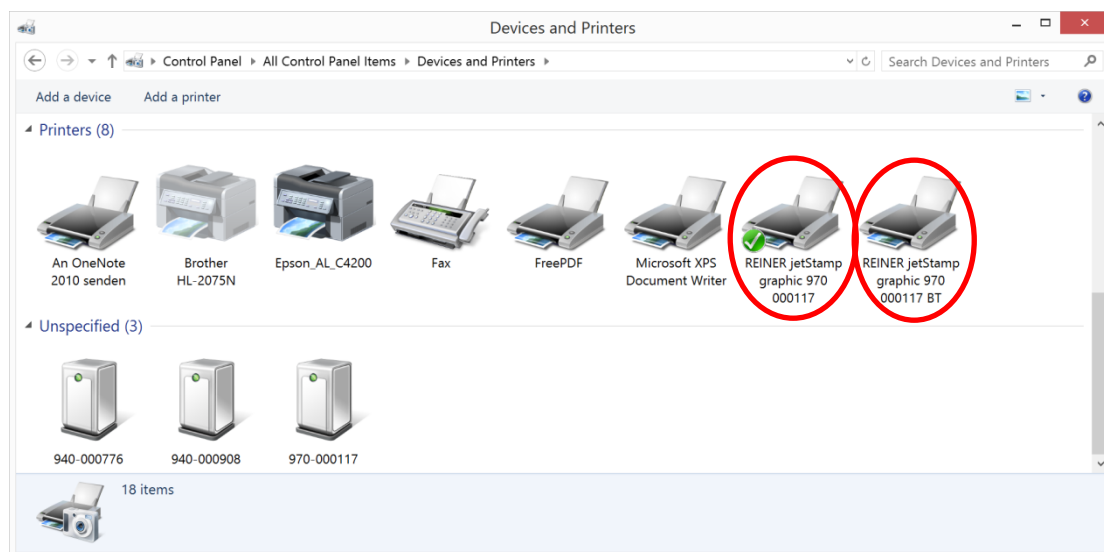 Devices and Printers
Control Panel All Control Panel Items Devices and Printers
Search Devices and Printers
Add a device Add a printer
Printers (8)
An OneNote 2010 senden
Brother HL-2075N
Epson_AL_C4200
Fax
FreePDF
Microsoft XPS Document Writer
REINER jetStamp graphic 970 000117
REINER jetStamp graphic 970 000117 BT
Unspecified (3)
940-000776
940-000908
970-000117
18 items